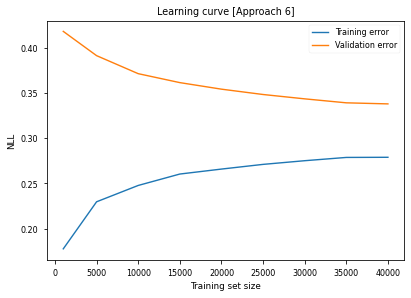 Learning curve [Approach 6]
Training error
Validation error
NLL
0.40
0.35
0.30
0.25
0.20
0 5000 10000 15000 20000 25000 30000 35000 40000
Training set size